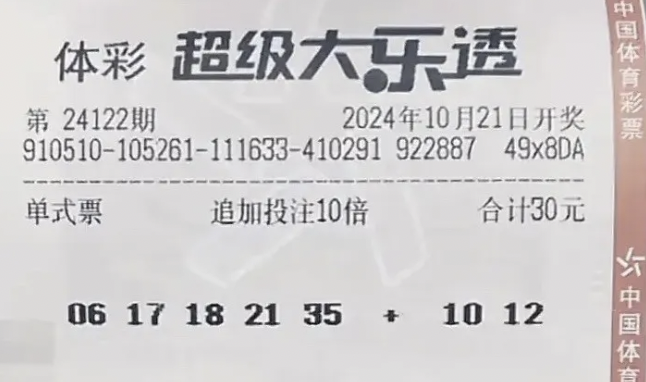 体彩 超级大乐透
第 24122期 2024年10月21日开奖
910510-105261-111633-410291 922887 49x8DA
单式票 追加投注10倍 合计30元
06 17 18 21 35 + 10 12
中国体育彩票
中国体育